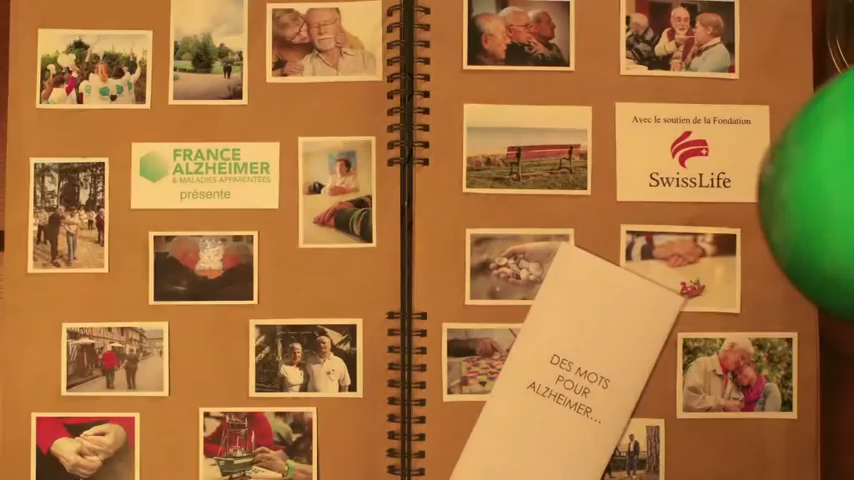 FRANCE
ALZHEIMER
& MALADIES APPARENTÉES
présente
Avec le soutien de la Fondation
SwissLife
DES MOTS
POUR
ALZHEIMER...